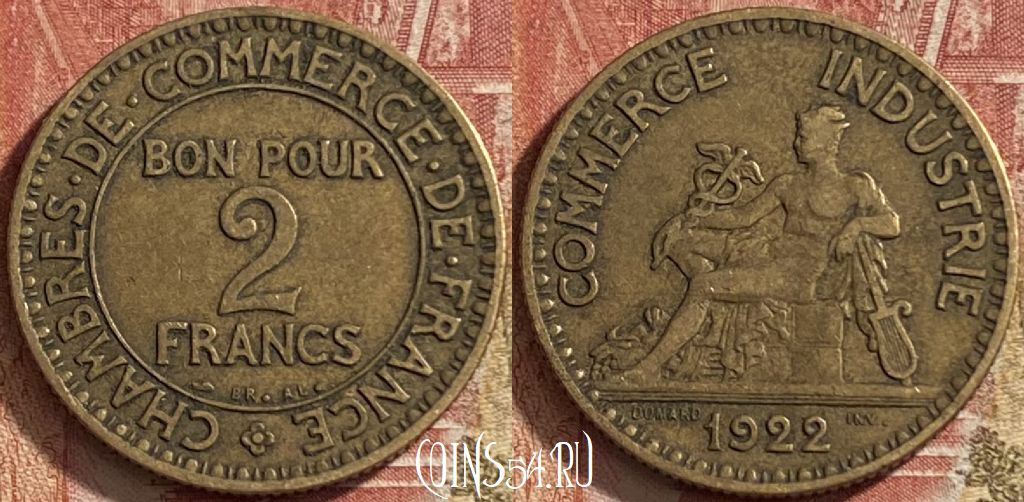 CHAMBRES · DE · COMMERCE · DE · FRANCE
BON POUR
2
FRANCS
BR. AL.
COMMERCE INDUSTRIE
DOMARD INV.
1922
COINS54.RU